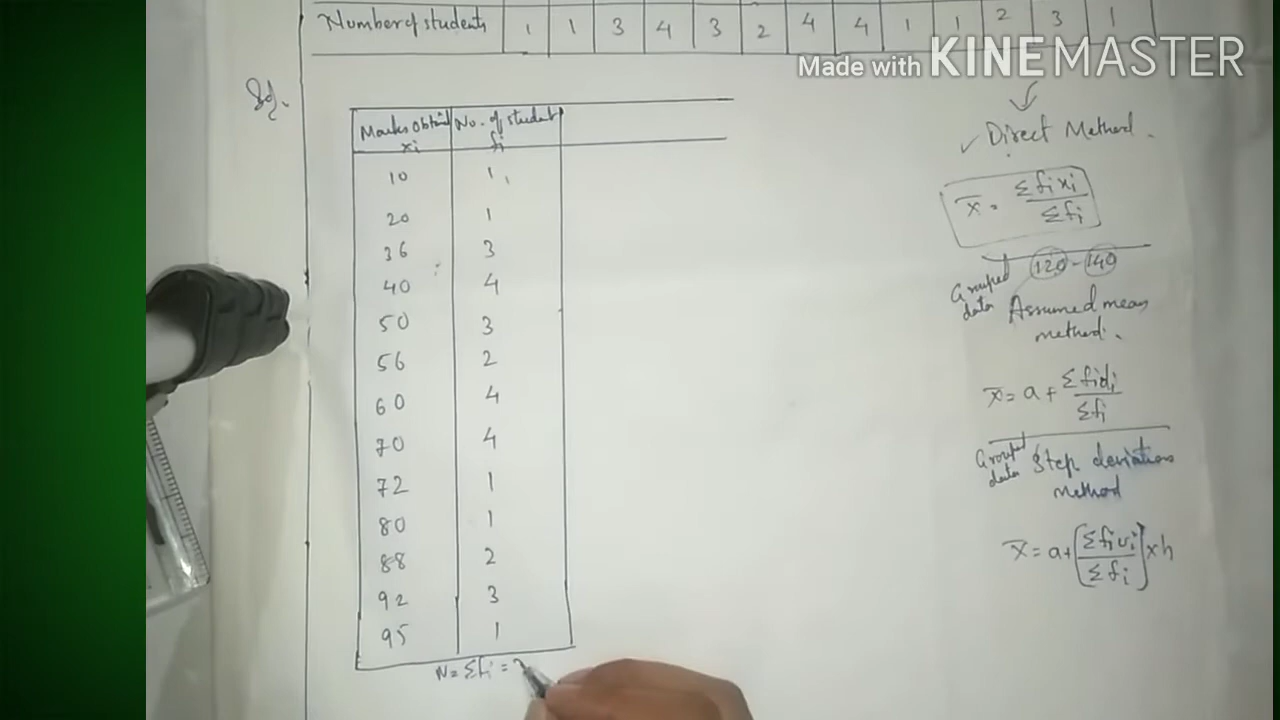 Number of students 1 1 3 4 3 2 4 4 1 1 2 3 1
Made with KINEMASTER
Sol.
Marks obtained No. of student
xi fi
10 1
20 1
36 3
40 4
50 3
56 2
60 4
70 4
72 1
80 1
88 2
92 3
95 1
N = Σfi =
✓ Direct Method.
x̄ = Σfixi / Σfi
120 - 140
Grouped data
Assumed mean
method.
x̄ = a + Σfidi / Σfi
Grouped data
Step deviation
method
x̄ = a + [Σfiui / Σfi] x h